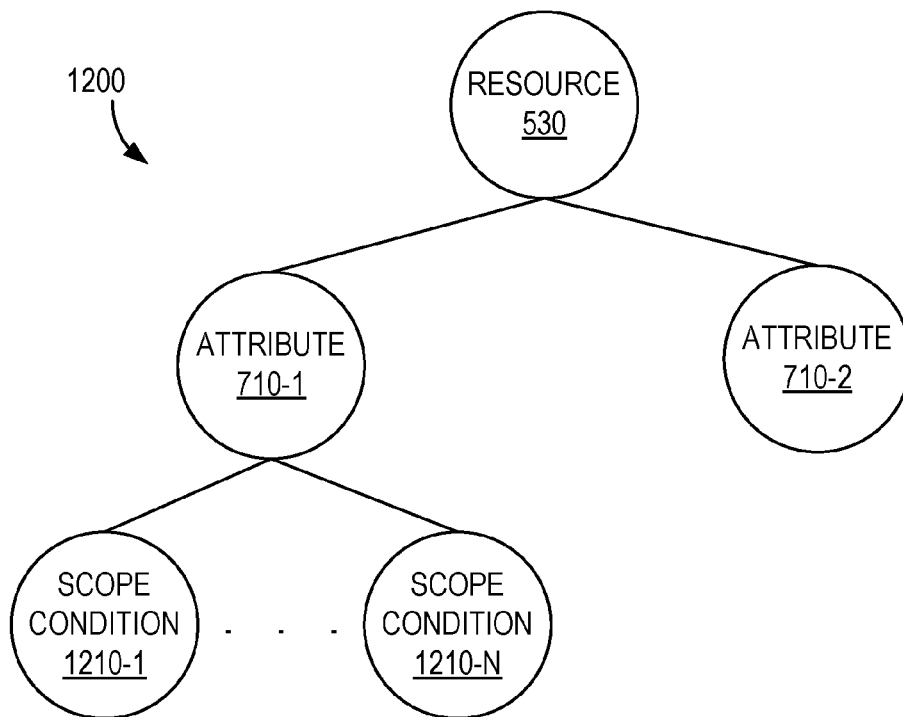 1200
RESOURCE
530
ATTRIBUTE
710-1
ATTRIBUTE
710-2
SCOPE
CONDITION
1210-1
. . .
SCOPE
CONDITION
1210-N